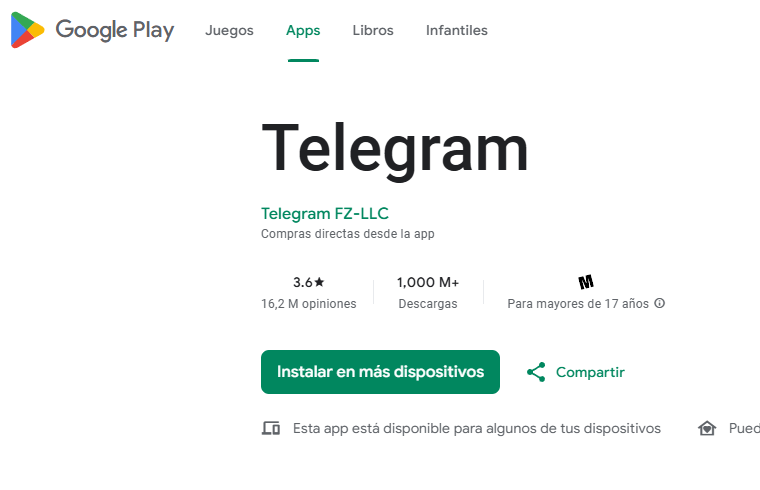 Google Play Juegos Apps Libros Infantiles
Telegram
Telegram FZ-LLC
Compras directas desde la app
3.6★ 1,000 M+ M
16,2 M opiniones Descargas Para mayores de 17 años
Instalar en más dispositivos Compartir
Esta app está disponible para algunos de tus dispositivos Pued